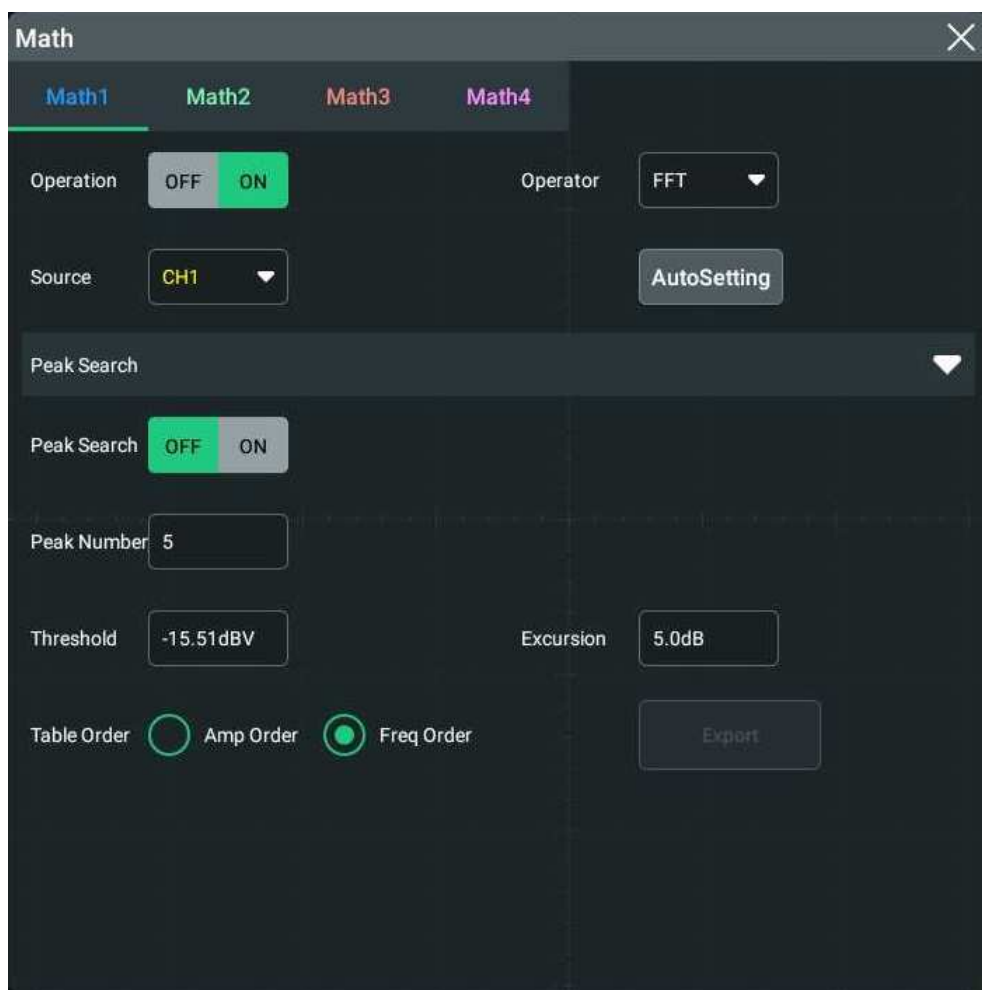 Math
Math1 Math2 Math3 Math4
Operation OFF ON Operator FFT
Source CH1 AutoSetting
Peak Search
Peak Search OFF ON
Peak Number 5
Threshold -15.51dBV Excursion 5.0dB
Table Order Amp Order Freq Order Export